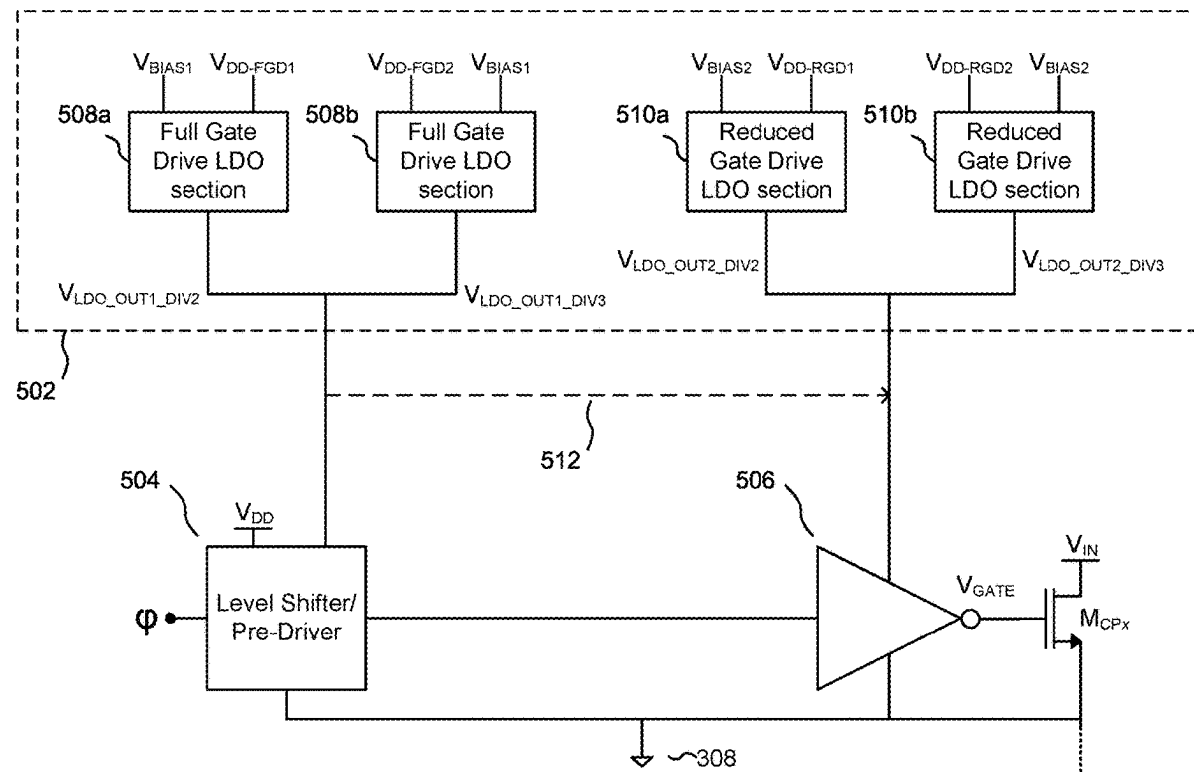 V_BIAS1 V_DD-FGD1 V_DD-FGD2 V_BIAS1 V_BIAS2 V_DD-RGD1 V_DD-RGD2 V_BIAS2
508a
Full Gate
Drive LDO
section
508b
Full Gate
Drive LDO
section
510a
Reduced
Gate Drive
LDO section
510b
Reduced
Gate Drive
LDO section
V_LDO_OUT1_DIV2
V_LDO_OUT1_DIV3
V_LDO_OUT2_DIV2
V_LDO_OUT2_DIV3
502
512
504
506
V_DD
V_IN
V_GATE
Level Shifter/
Pre-Driver
φ
M_CPx
308